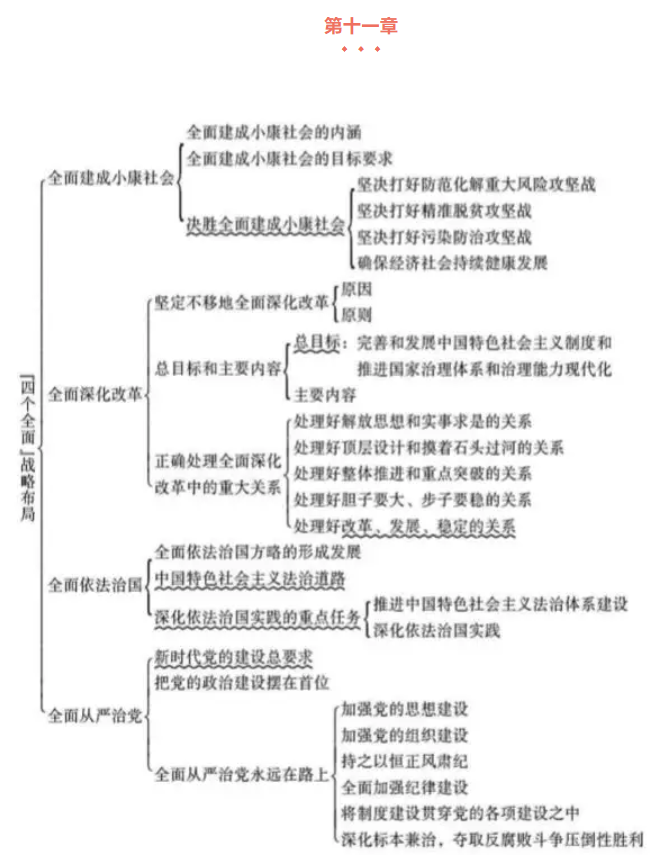 第十一章
全面建成小康社会的内涵
全面建成小康社会的目标要求
全面建成小康社会
坚决打好防范化解重大风险攻坚战
坚决打好精准脱贫攻坚战
决胜全面建成小康社会
坚决打好污染防治攻坚战
确保经济社会持续健康发展
坚定不移地全面深化改革
原因
原则
总目标：完善和发展中国特色社会主义制度和
推进国家治理体系和治理能力现代化
总目标和主要内容
主要内容
『四个全面』战略布局
全面深化改革
处理好解放思想和实事求是的关系
处理好顶层设计和摸着石头过河的关系
正确处理全面深化
改革中的重大关系
处理好整体推进和重点突破的关系
处理好胆子要大、步子要稳的关系
处理好改革、发展、稳定的关系
全面依法治国方略的形成发展
全面依法治国
中国特色社会主义法治道路
深化依法治国实践的重点任务
推进中国特色社会主义法治体系建设
深化依法治国实践
新时代党的建设总要求
把党的政治建设摆在首位
全面从严治党
加强党的思想建设
加强党的组织建设
持之以恒正风肃纪
全面从严治党永远在路上
全面加强纪律建设
将制度建设贯穿党的各项建设之中
深化标本兼治，夺取反腐败斗争压倒性胜利